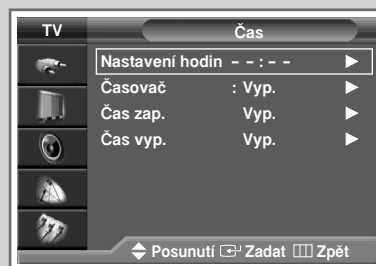 TV Čas
Nastavení hodin - - : - -
Časovač : Vyp.
Čas zap. Vyp.
Čas vyp. Vyp.
Posunutí Zadat Zpět